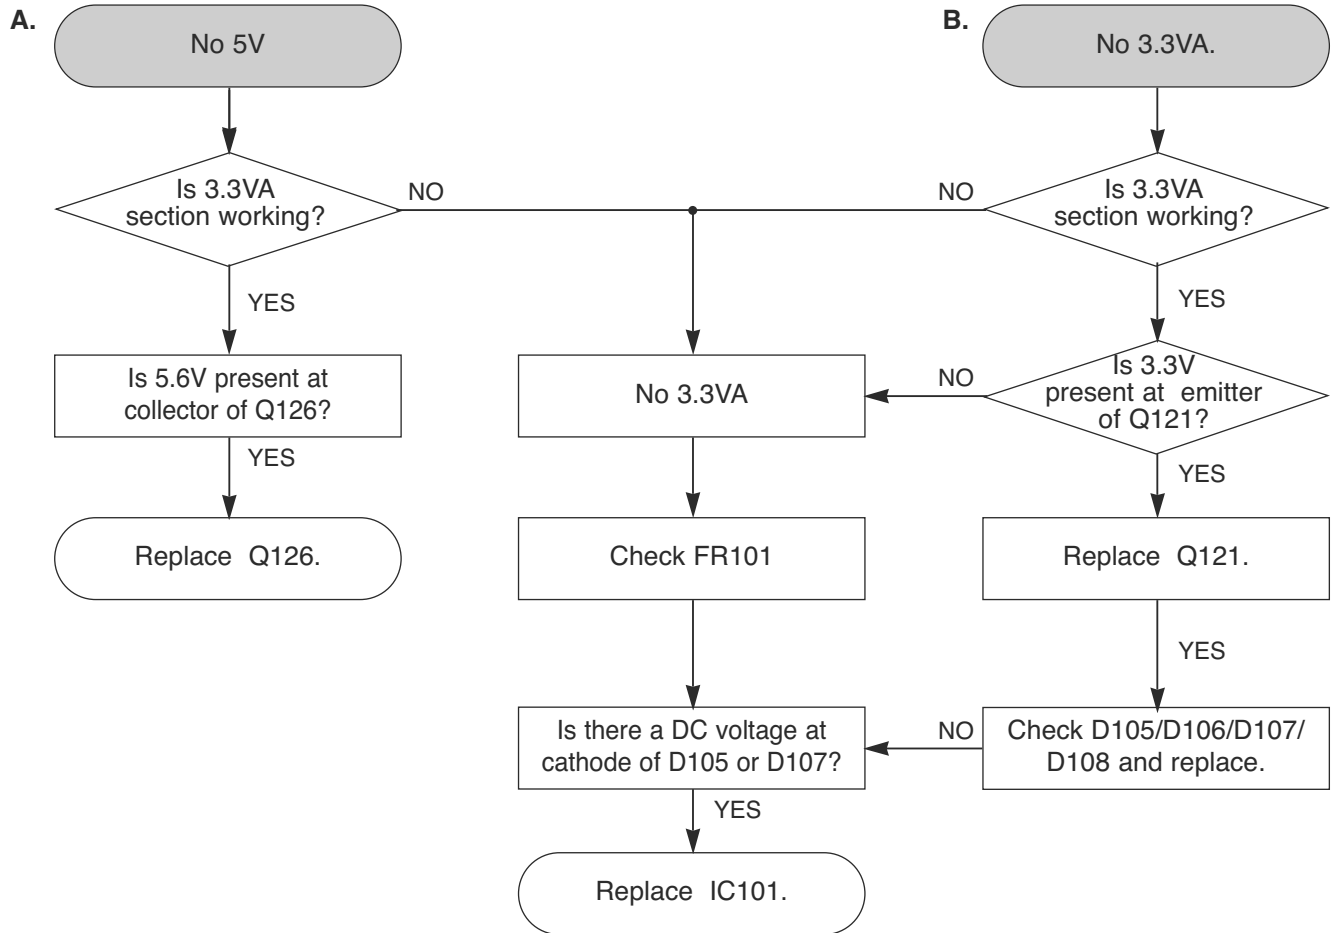 A.
No 5V
Is 3.3VA
section working?
NO
YES
Is 5.6V present at
collector of Q126?
YES
Replace Q126.
B.
No 3.3VA.
Is 3.3VA
section working?
NO
YES
Is 3.3V
present at emitter
of Q121?
NO
YES
Replace Q121.
YES
Check D105/D106/D107/
D108 and replace.
NO
No 3.3VA
Check FR101
Is there a DC voltage at
cathode of D105 or D107?
YES
Replace IC101.